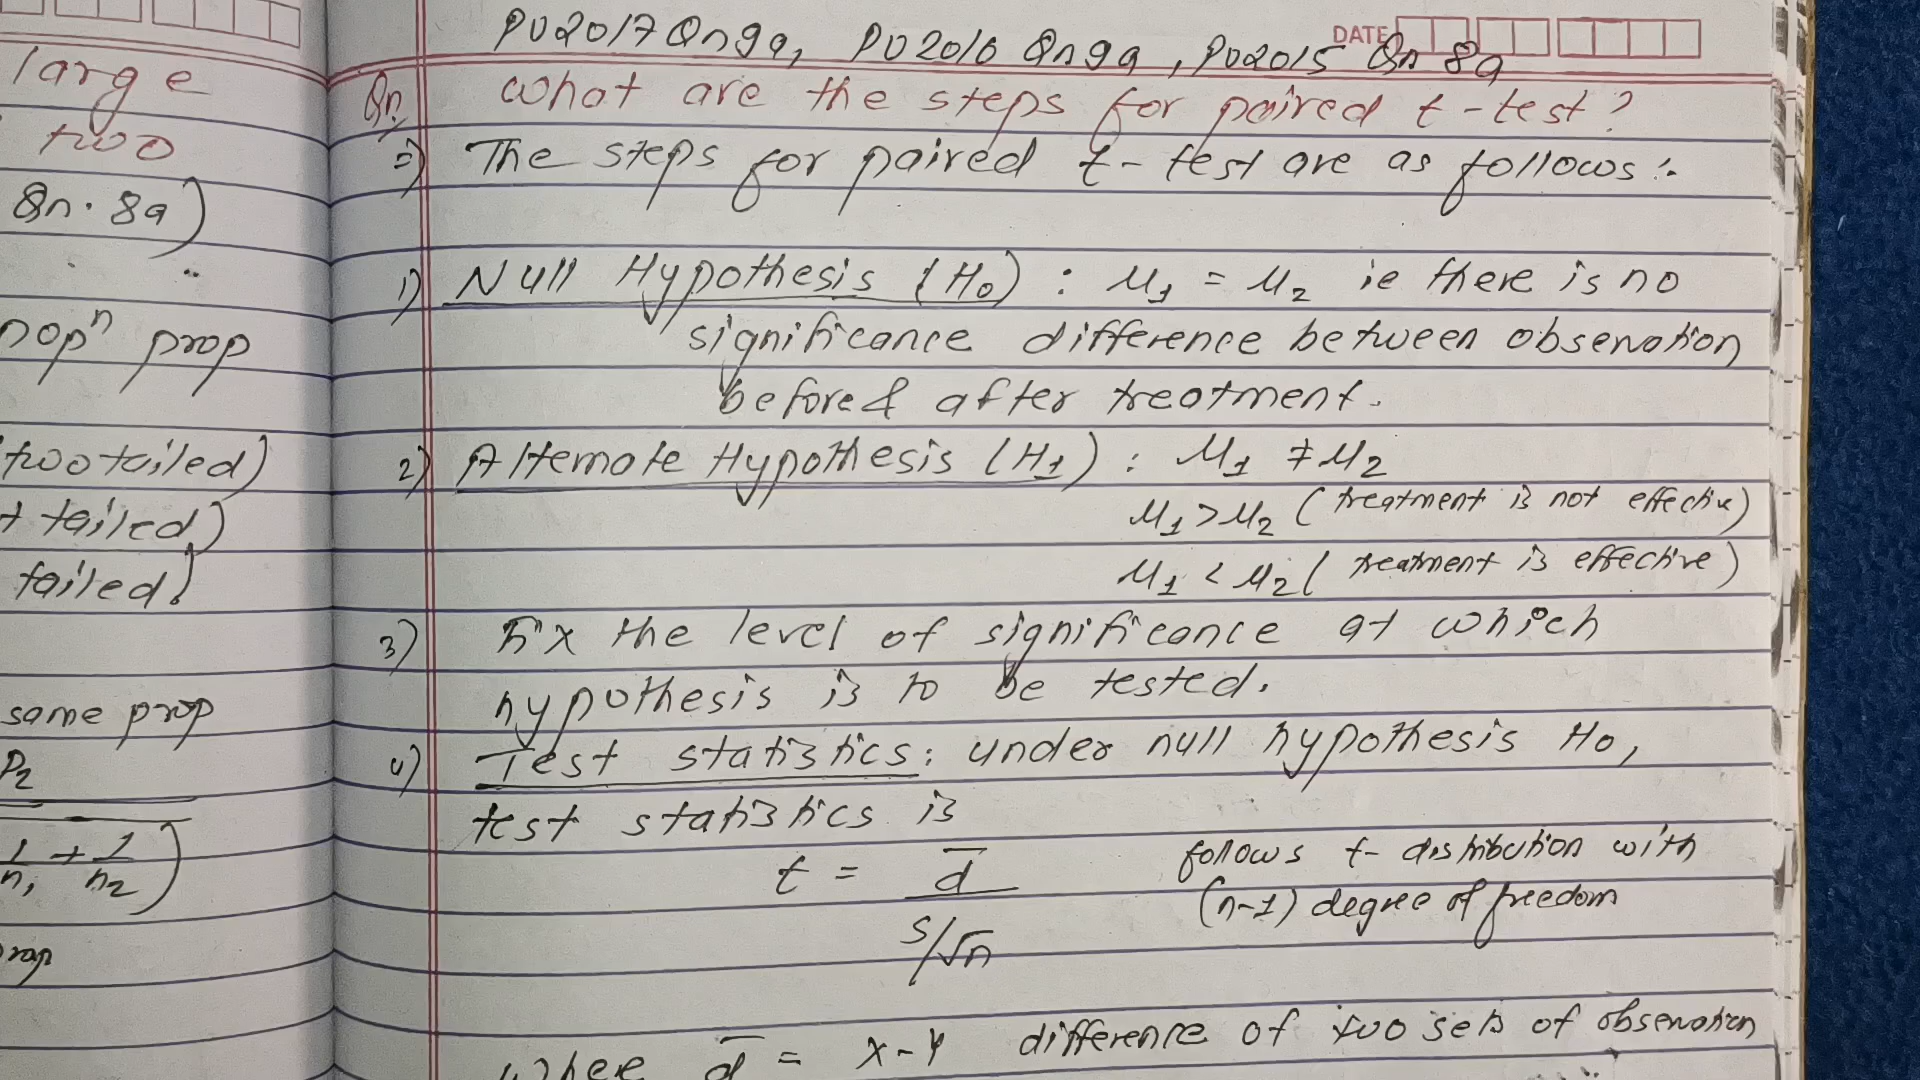 large
two
Qn. 8a)
popⁿ prop
two tailed)
t tailed)
tailed)
same prop
P2
1/n1 + 1/n2)
prop
DATE
PU2017 Qn9a, PU2016 Qn9a, PU2015 Qn 8a
Qn. What are the steps for paired t-test?
=) The steps for paired t-test are as follows:
1) Null Hypothesis (H₀) : μ₁ = μ₂ ie there is no
significance difference between observation
before & after treatment.
2) Alternate Hypothesis (H₁) : μ₁ ≠ μ₂
μ₁ > μ₂ (treatment is not effective)
μ₁ < μ₂ (treatment is effective)
3) Fix the level of significance at which
hypothesis is to be tested.
4) Test statistics: under null hypothesis H₀,
test statistics is
t = d̄ / (s/√n) follows t-distribution with
(n-1) degree of freedom
where d̄ = x-y difference of two sets of observation